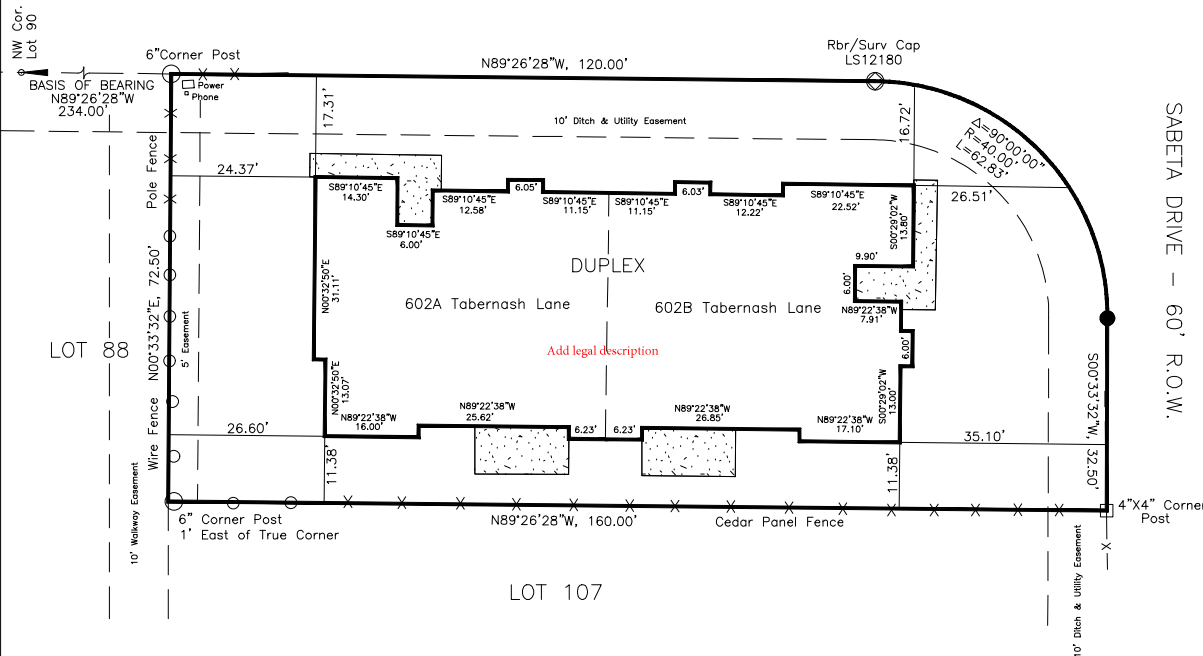 NW Cor.
Lot 90
6"Corner Post
BASIS OF BEARING
N89°26'28"W
234.00'
Power
Phone
N89°26'28"W, 120.00'
Rbr/Surv Cap
LS12180
17.31'
10' Ditch & Utility Easement
16.72'
Δ=90°00'00"
R=40.00'
L=62.83'
SABETA DRIVE - 60' R.O.W.
Pole Fence
24.37'
S89°10'45"E
14.30'
S89°10'45"E
6.00'
S89°10'45"E
12.58'
6.05'
S89°10'45"E
11.15'
S89°10'45"E
11.15'
6.03'
S89°10'45"E
12.22'
S89°10'45"E
22.52'
S00°29'02"W
13.80'
26.51'
9.90'
6.00'
N89°22'38"W
7.91'
6.00'
DUPLEX
602A Tabernash Lane
602B Tabernash Lane
Add legal description
N00°32'50"E
31.11'
N00°32'50"E
13.07'
LOT 88
5' Easement
Wire Fence N00°33'32"E, 72.50'
26.60'
N89°22'38"W
16.00'
N89°22'38"W
25.62'
6.23'
6.23'
N89°22'38"W
26.85'
N89°22'38"W
17.10'
S00°29'02"W
13.00'
35.10'
S00°33'32"W, 32.50'
11.38'
11.38'
10' Walkway Easement
6" Corner Post
1' East of True Corner
N89°26'28"W, 160.00'
Cedar Panel Fence
4"X4" Corner
Post
10' Ditch & Utility Easement
LOT 107